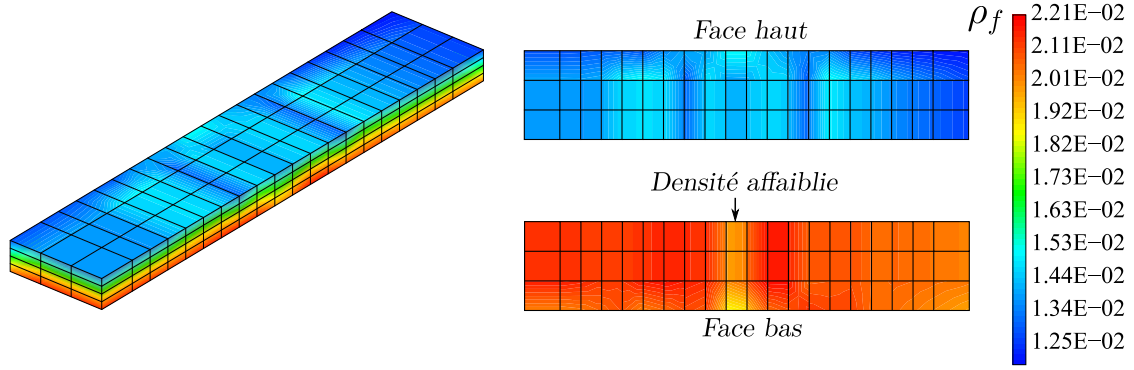 Face haut
Densité affaiblie
Face bas
ρf
2.21E−02
2.11E−02
2.01E−02
1.92E−02
1.82E−02
1.73E−02
1.63E−02
1.53E−02
1.44E−02
1.34E−02
1.25E−02